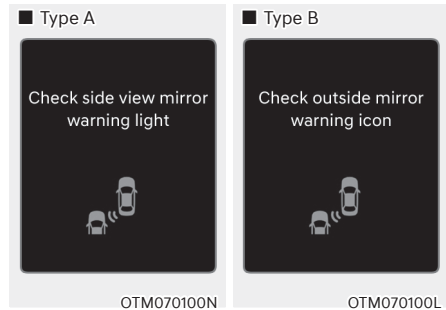 ■ Type A
Check side view mirror
warning light
OTM070100N
■ Type B
Check outside mirror
warning icon
OTM070100L